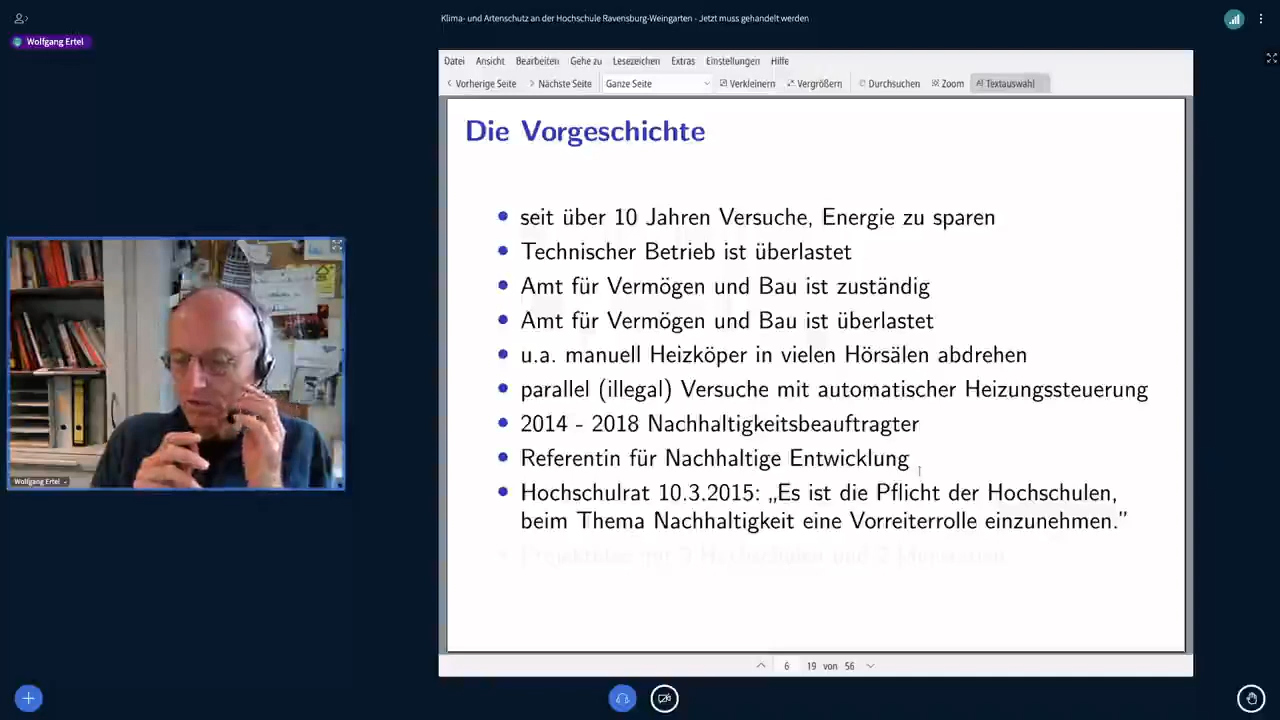 Klima- und Artenschutz an der Hochschule Ravensburg-Weingarten - Jetzt muss gehandelt werden
Wolfgang Ertel
Datei Ansicht Bearbeiten Gehe zu Lesezeichen Extras Einstellungen Hilfe
Vorherige Seite Nächste Seite Ganze Seite Verkleinern Vergrößern Durchsuchen Zoom Textauswahl
Die Vorgeschichte
• seit über 10 Jahren Versuche, Energie zu sparen
• Technischer Betrieb ist überlastet
• Amt für Vermögen und Bau ist zuständig
• Amt für Vermögen und Bau ist überlastet
• u.a. manuell Heizköper in vielen Hörsälen abdrehen
• parallel (illegal) Versuche mit automatischer Heizungssteuerung
• 2014 - 2018 Nachhaltigkeitsbeauftragter
• Referentin für Nachhaltige Entwicklung
• Hochschulrat 10.3.2015: „Es ist die Pflicht der Hochschulen,
beim Thema Nachhaltigkeit eine Vorreiterrolle einzunehmen.”
Wolfgang Ertel
6 19 von 56